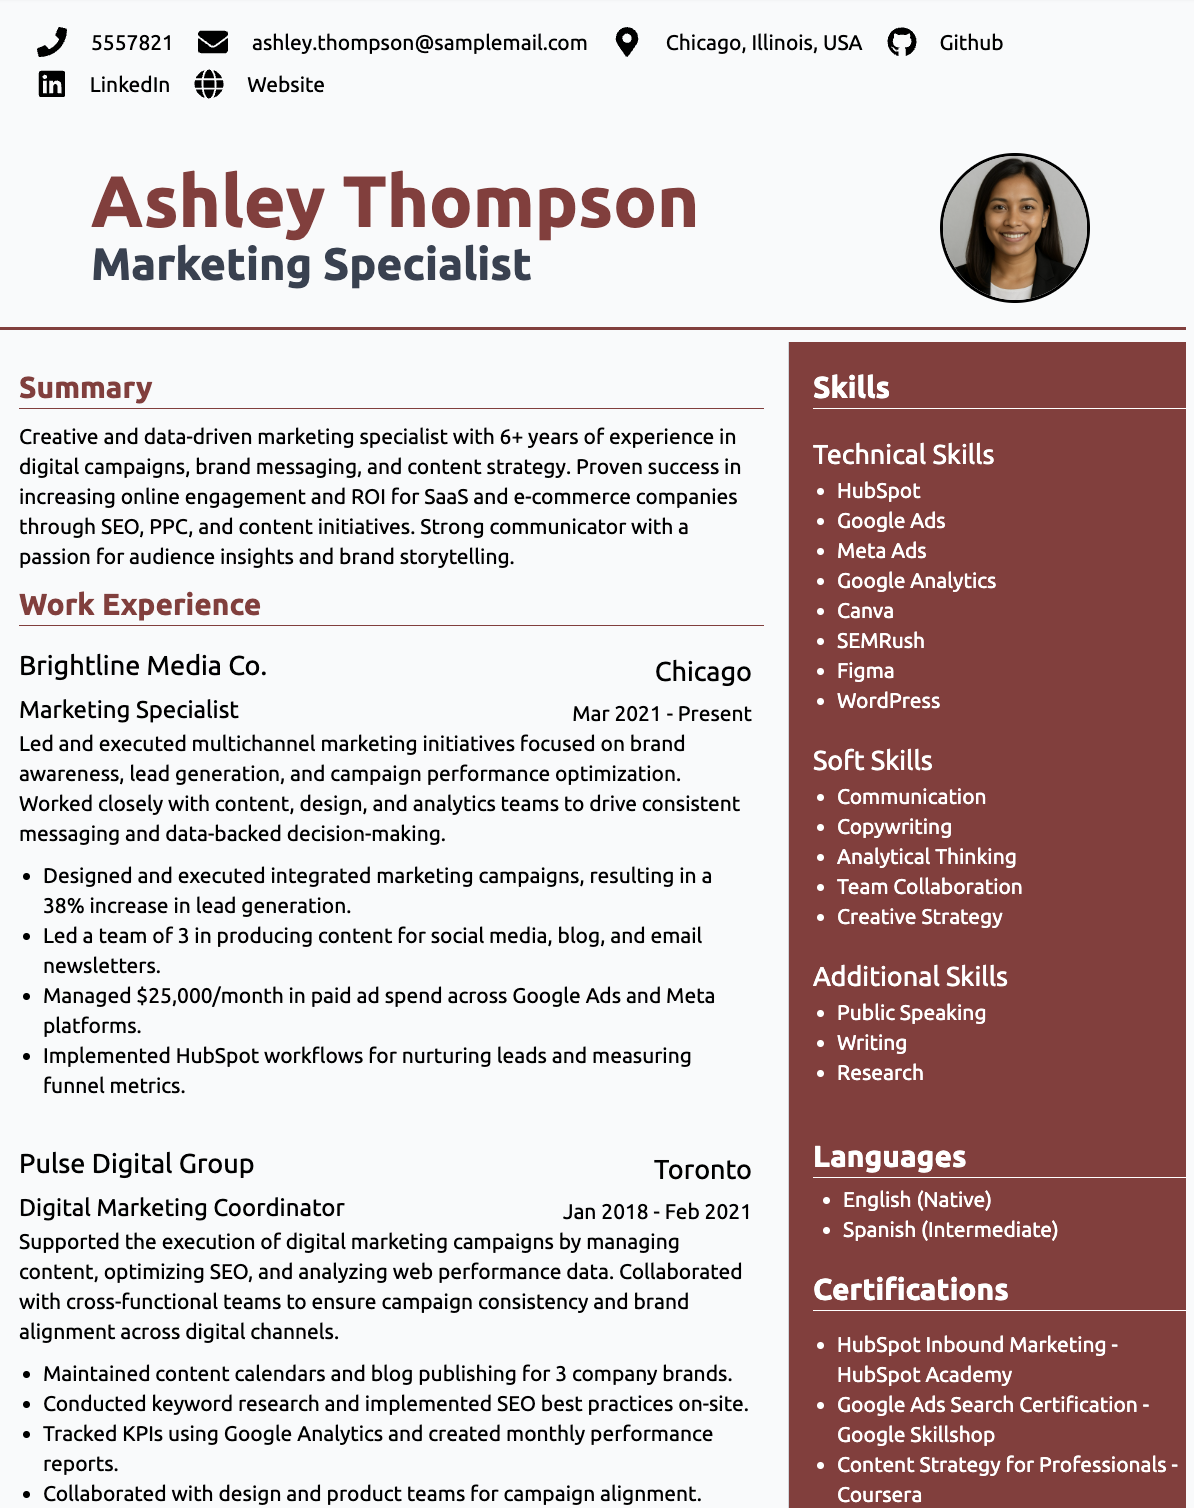 5557821 ashley.thompson@samplemail.com Chicago, Illinois, USA Github
LinkedIn Website
Ashley Thompson
Marketing Specialist
Summary
Creative and data-driven marketing specialist with 6+ years of experience in
digital campaigns, brand messaging, and content strategy. Proven success in
increasing online engagement and ROI for SaaS and e-commerce companies
through SEO, PPC, and content initiatives. Strong communicator with a
passion for audience insights and brand storytelling.
Work Experience
Brightline Media Co. Chicago
Marketing Specialist Mar 2021 - Present
Led and executed multichannel marketing initiatives focused on brand
awareness, lead generation, and campaign performance optimization.
Worked closely with content, design, and analytics teams to drive consistent
messaging and data-backed decision-making.
• Designed and executed integrated marketing campaigns, resulting in a
38% increase in lead generation.
• Led a team of 3 in producing content for social media, blog, and email
newsletters.
• Managed $25,000/month in paid ad spend across Google Ads and Meta
platforms.
• Implemented HubSpot workflows for nurturing leads and measuring
funnel metrics.
Pulse Digital Group Toronto
Digital Marketing Coordinator Jan 2018 - Feb 2021
Supported the execution of digital marketing campaigns by managing
content, optimizing SEO, and analyzing web performance data. Collaborated
with cross-functional teams to ensure campaign consistency and brand
alignment across digital channels.
• Maintained content calendars and blog publishing for 3 company brands.
• Conducted keyword research and implemented SEO best practices on-site.
• Tracked KPIs using Google Analytics and created monthly performance
reports.
• Collaborated with design and product teams for campaign alignment.
Skills
Technical Skills
• HubSpot
• Google Ads
• Meta Ads
• Google Analytics
• Canva
• SEMRush
• Figma
• WordPress
Soft Skills
• Communication
• Copywriting
• Analytical Thinking
• Team Collaboration
• Creative Strategy
Additional Skills
• Public Speaking
• Writing
• Research
Languages
• English (Native)
• Spanish (Intermediate)
Certifications
• HubSpot Inbound Marketing -
HubSpot Academy
• Google Ads Search Certification -
Google Skillshop
• Content Strategy for Professionals -
Coursera